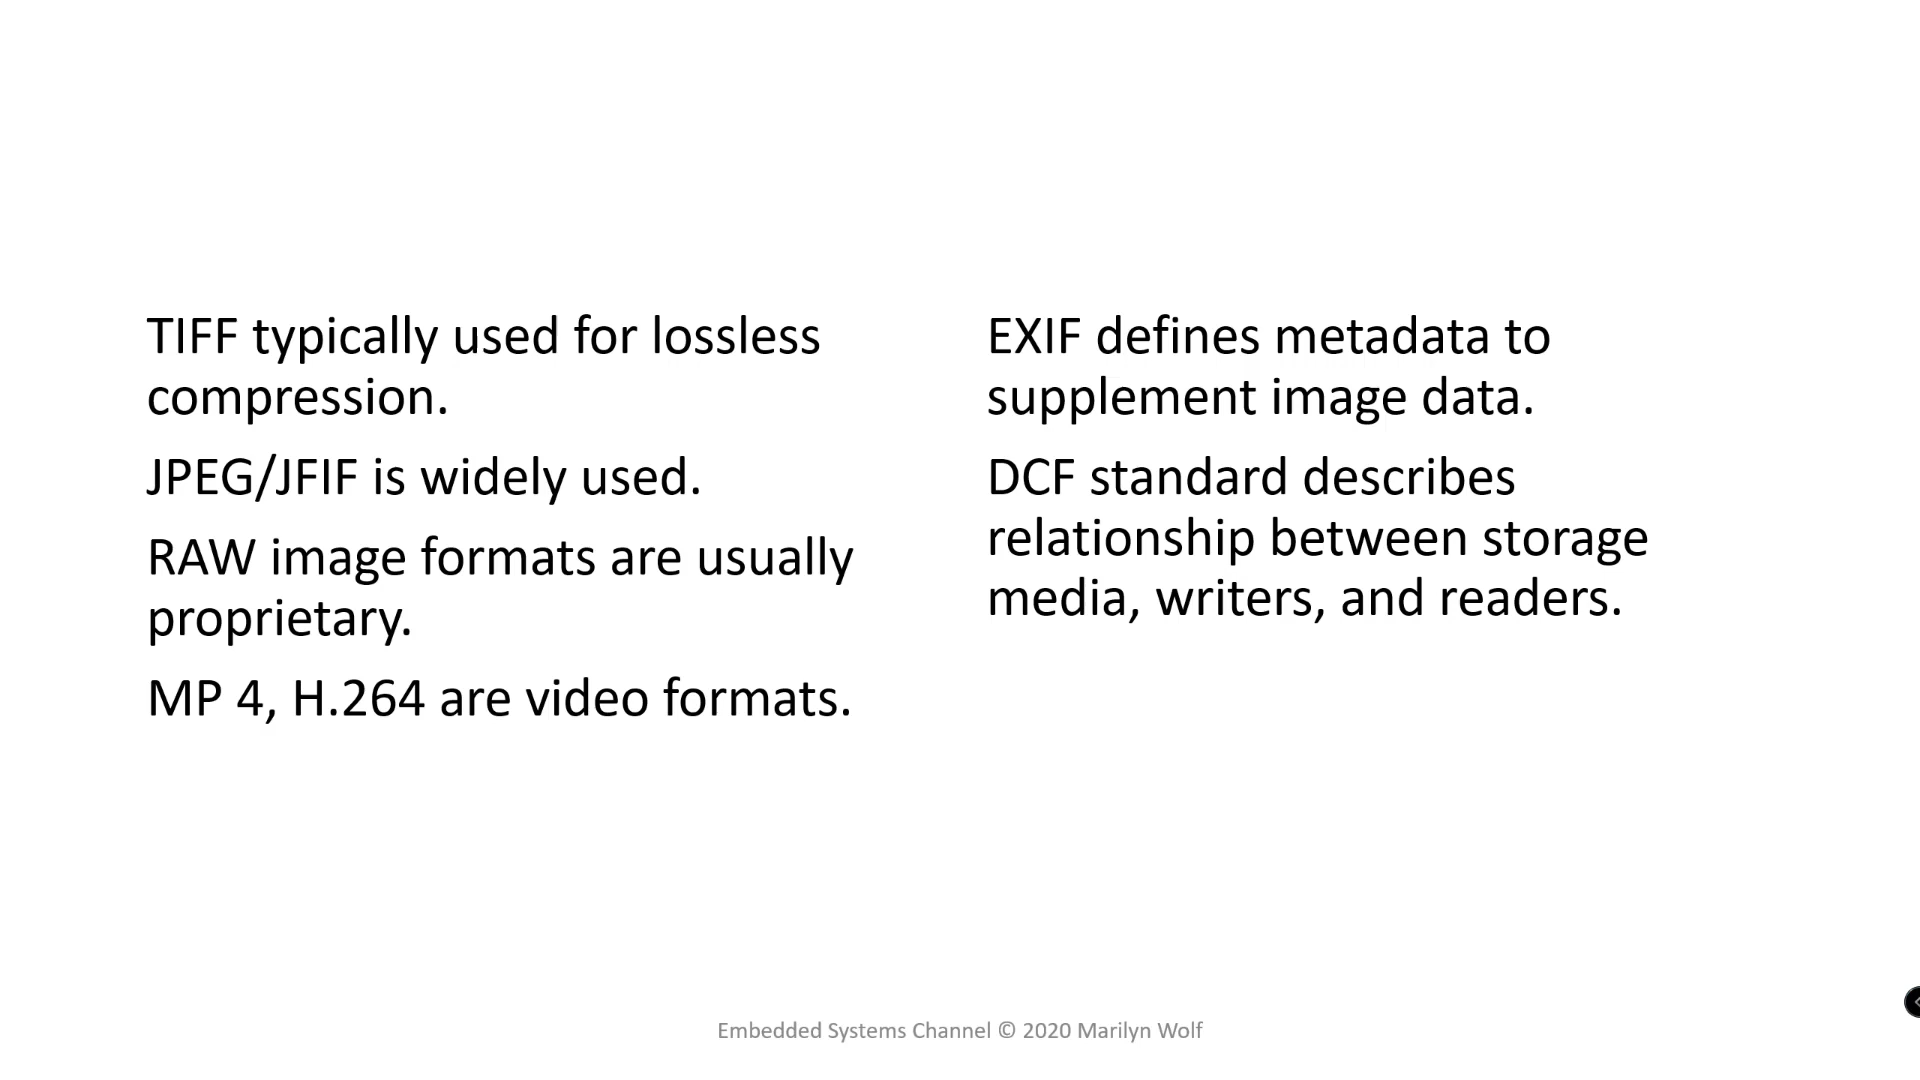 TIFF typically used for lossless
compression.
JPEG/JFIF is widely used.
RAW image formats are usually
proprietary.
MP 4, H.264 are video formats.
EXIF defines metadata to
supplement image data.
DCF standard describes
relationship between storage
media, writers, and readers.
Embedded Systems Channel © 2020 Marilyn Wolf